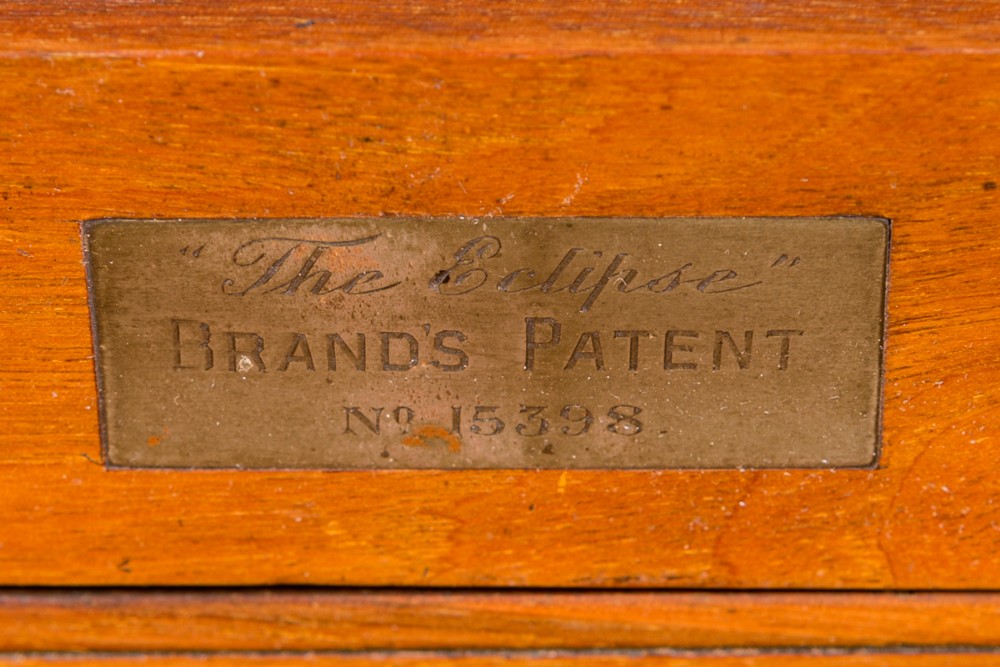 "The Eclipse"
BRAND'S PATENT
No. 15398.